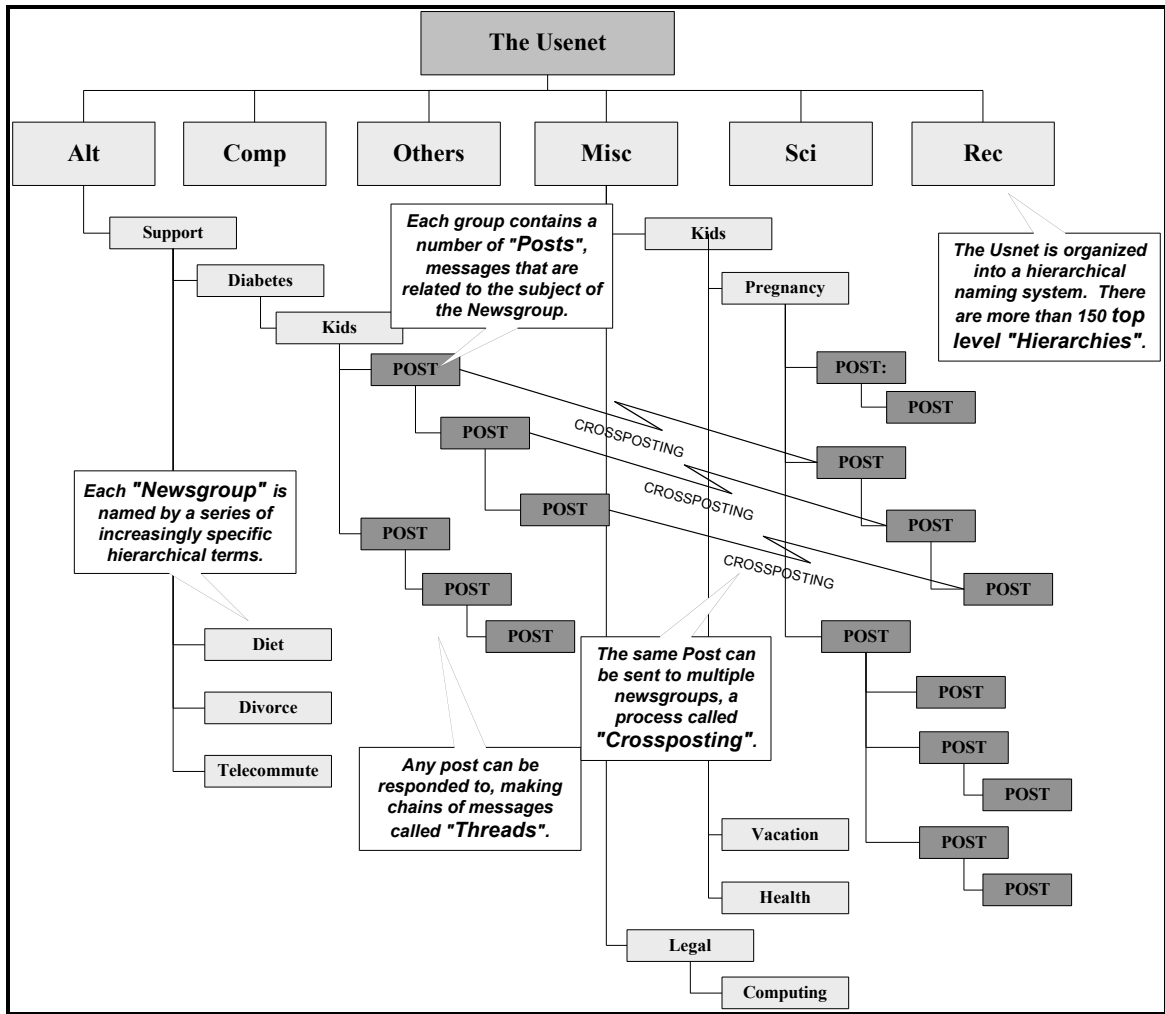 The Usenet
Alt
Comp
Others
Misc
Sci
Rec
Support
Each group contains a
number of "Posts",
messages that are
related to the subject of
the Newsgroup.
Kids
The Usnet is organized
into a hierarchical
naming system. There
are more than 150 top
level "Hierarchies".
Diabetes
Pregnancy
Kids
POST
POST:
POST
POST
CROSSPOSTING
POST
Each "Newsgroup" is
named by a series of
increasingly specific
hierarchical terms.
CROSSPOSTING
POST
POST
POST
CROSSPOSTING
POST
POST
POST
Diet
POST
The same Post can
be sent to multiple
newsgroups, a
process called
"Crossposting".
POST
Divorce
POST
Telecommute
Any post can be
responded to, making
chains of messages
called "Threads".
POST
Vacation
POST
Health
POST
Legal
Computing